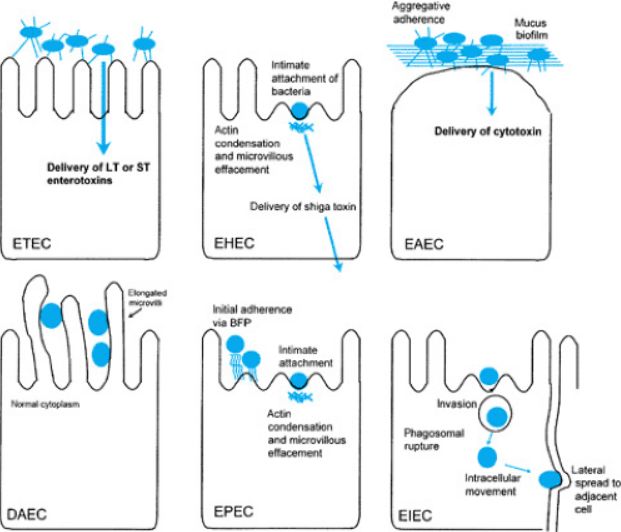 Delivery of LT or ST
enterotoxins
ETEC
Intimate
attachment of
bacteria
Actin
condensation
and microvillous
effacement
Delivery of shiga toxin
EHEC
Aggregative
adherence
Mucus
biofilm
Delivery of cytotoxin
EAEC
Elongated
microvilli
Normal cytoplasm
DAEC
Initial adherence
via BFP
Intimate
attachment
Actin
condensation
and microvillous
effacement
EPEC
Invasion
Phagosomal
rupture
Intracellular
movement
Lateral
spread to
adjacent
cell
EIEC